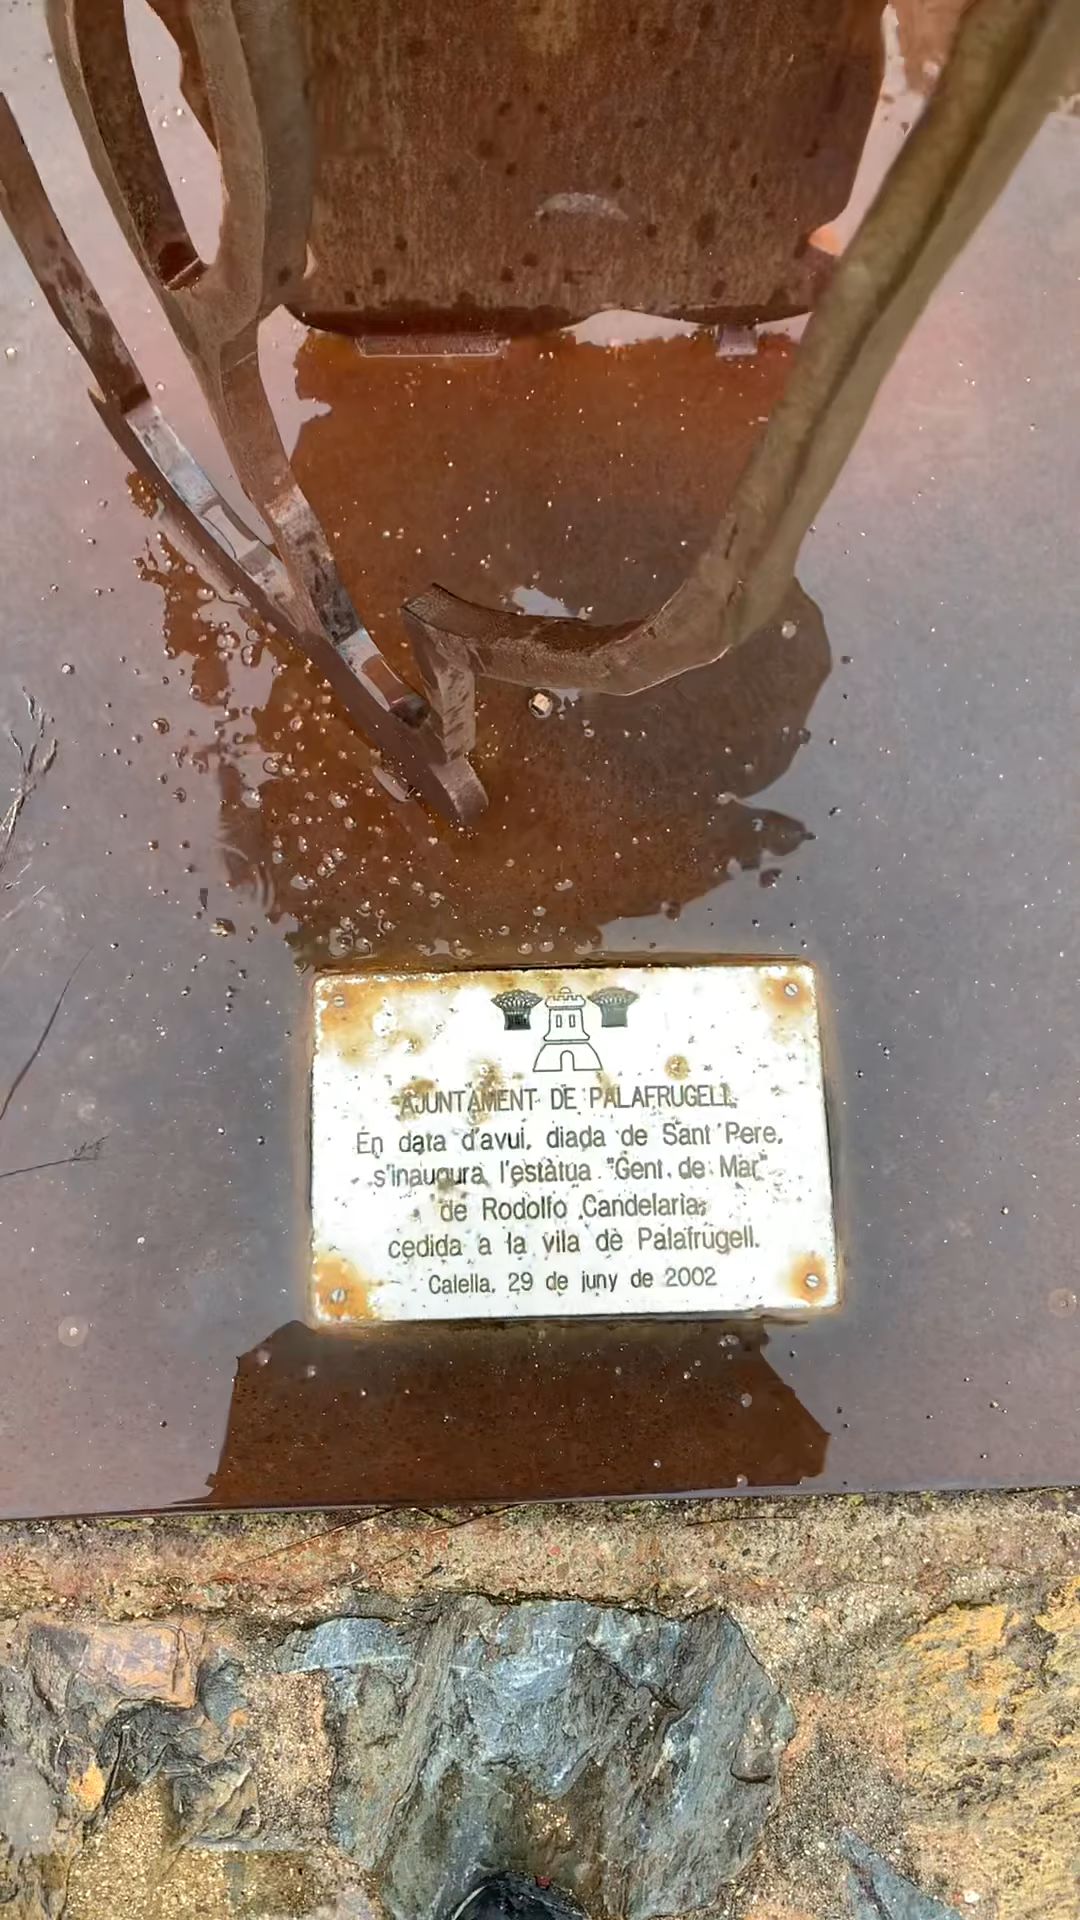 AJUNTAMENT DE PALAFRUGELL
En data d'avui, diada de Sant Pere,
s'inaugura l'estàtua "Gent de Mar"
de Rodolfo Candelaria,
cedida a la vila de Palafrugell.
Calella, 29 de juny de 2002